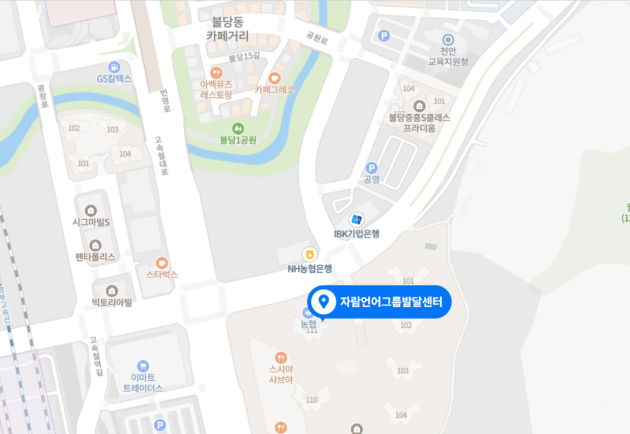 불당동
카페거리
공원로
P
천안
교육지원청
불당15길
GS칼텍스
아벡뮤즈
레스토랑
카페그레코
광장로
번영로
104
101
불당중흥S클래스
프라디움
102
103
불당1공원
고속철대로
104
101
P
공영
시그마빌S
IBK기업은행
펜타폴리스
NH농협은행
스타벅스
101
빅토리아빌
자람언어그룹발달센터
농협
111
102
고속철역길
이마트
트레이더스
스시야
샤브야
103
110
104
P